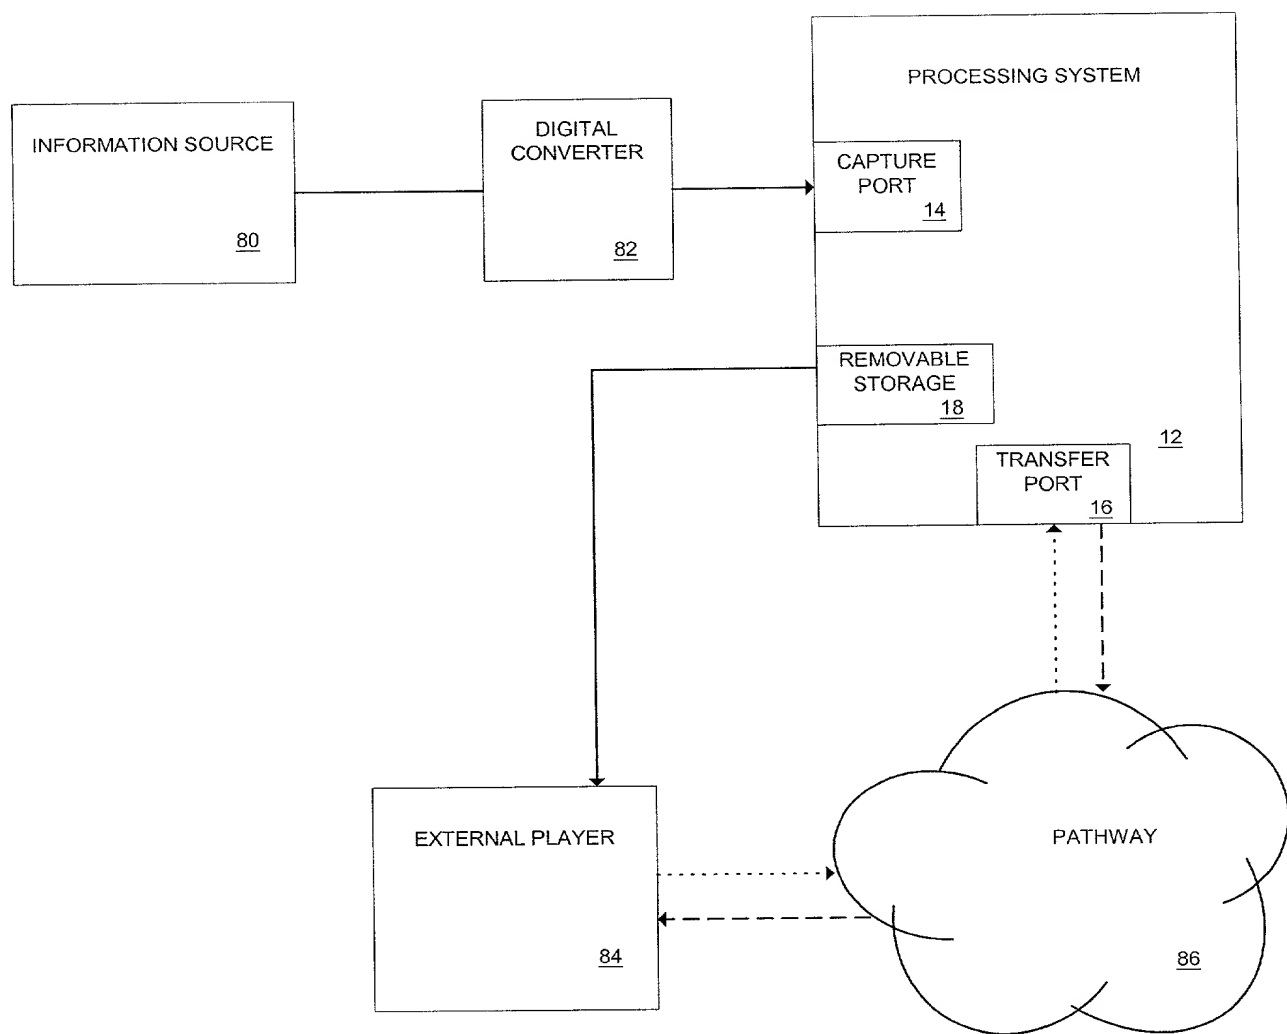 PROCESSING SYSTEM
INFORMATION SOURCE
80
DIGITAL
CONVERTER
82
CAPTURE
PORT
14
REMOVABLE
STORAGE
18
12
TRANSFER
PORT
16
EXTERNAL PLAYER
84
PATHWAY
86